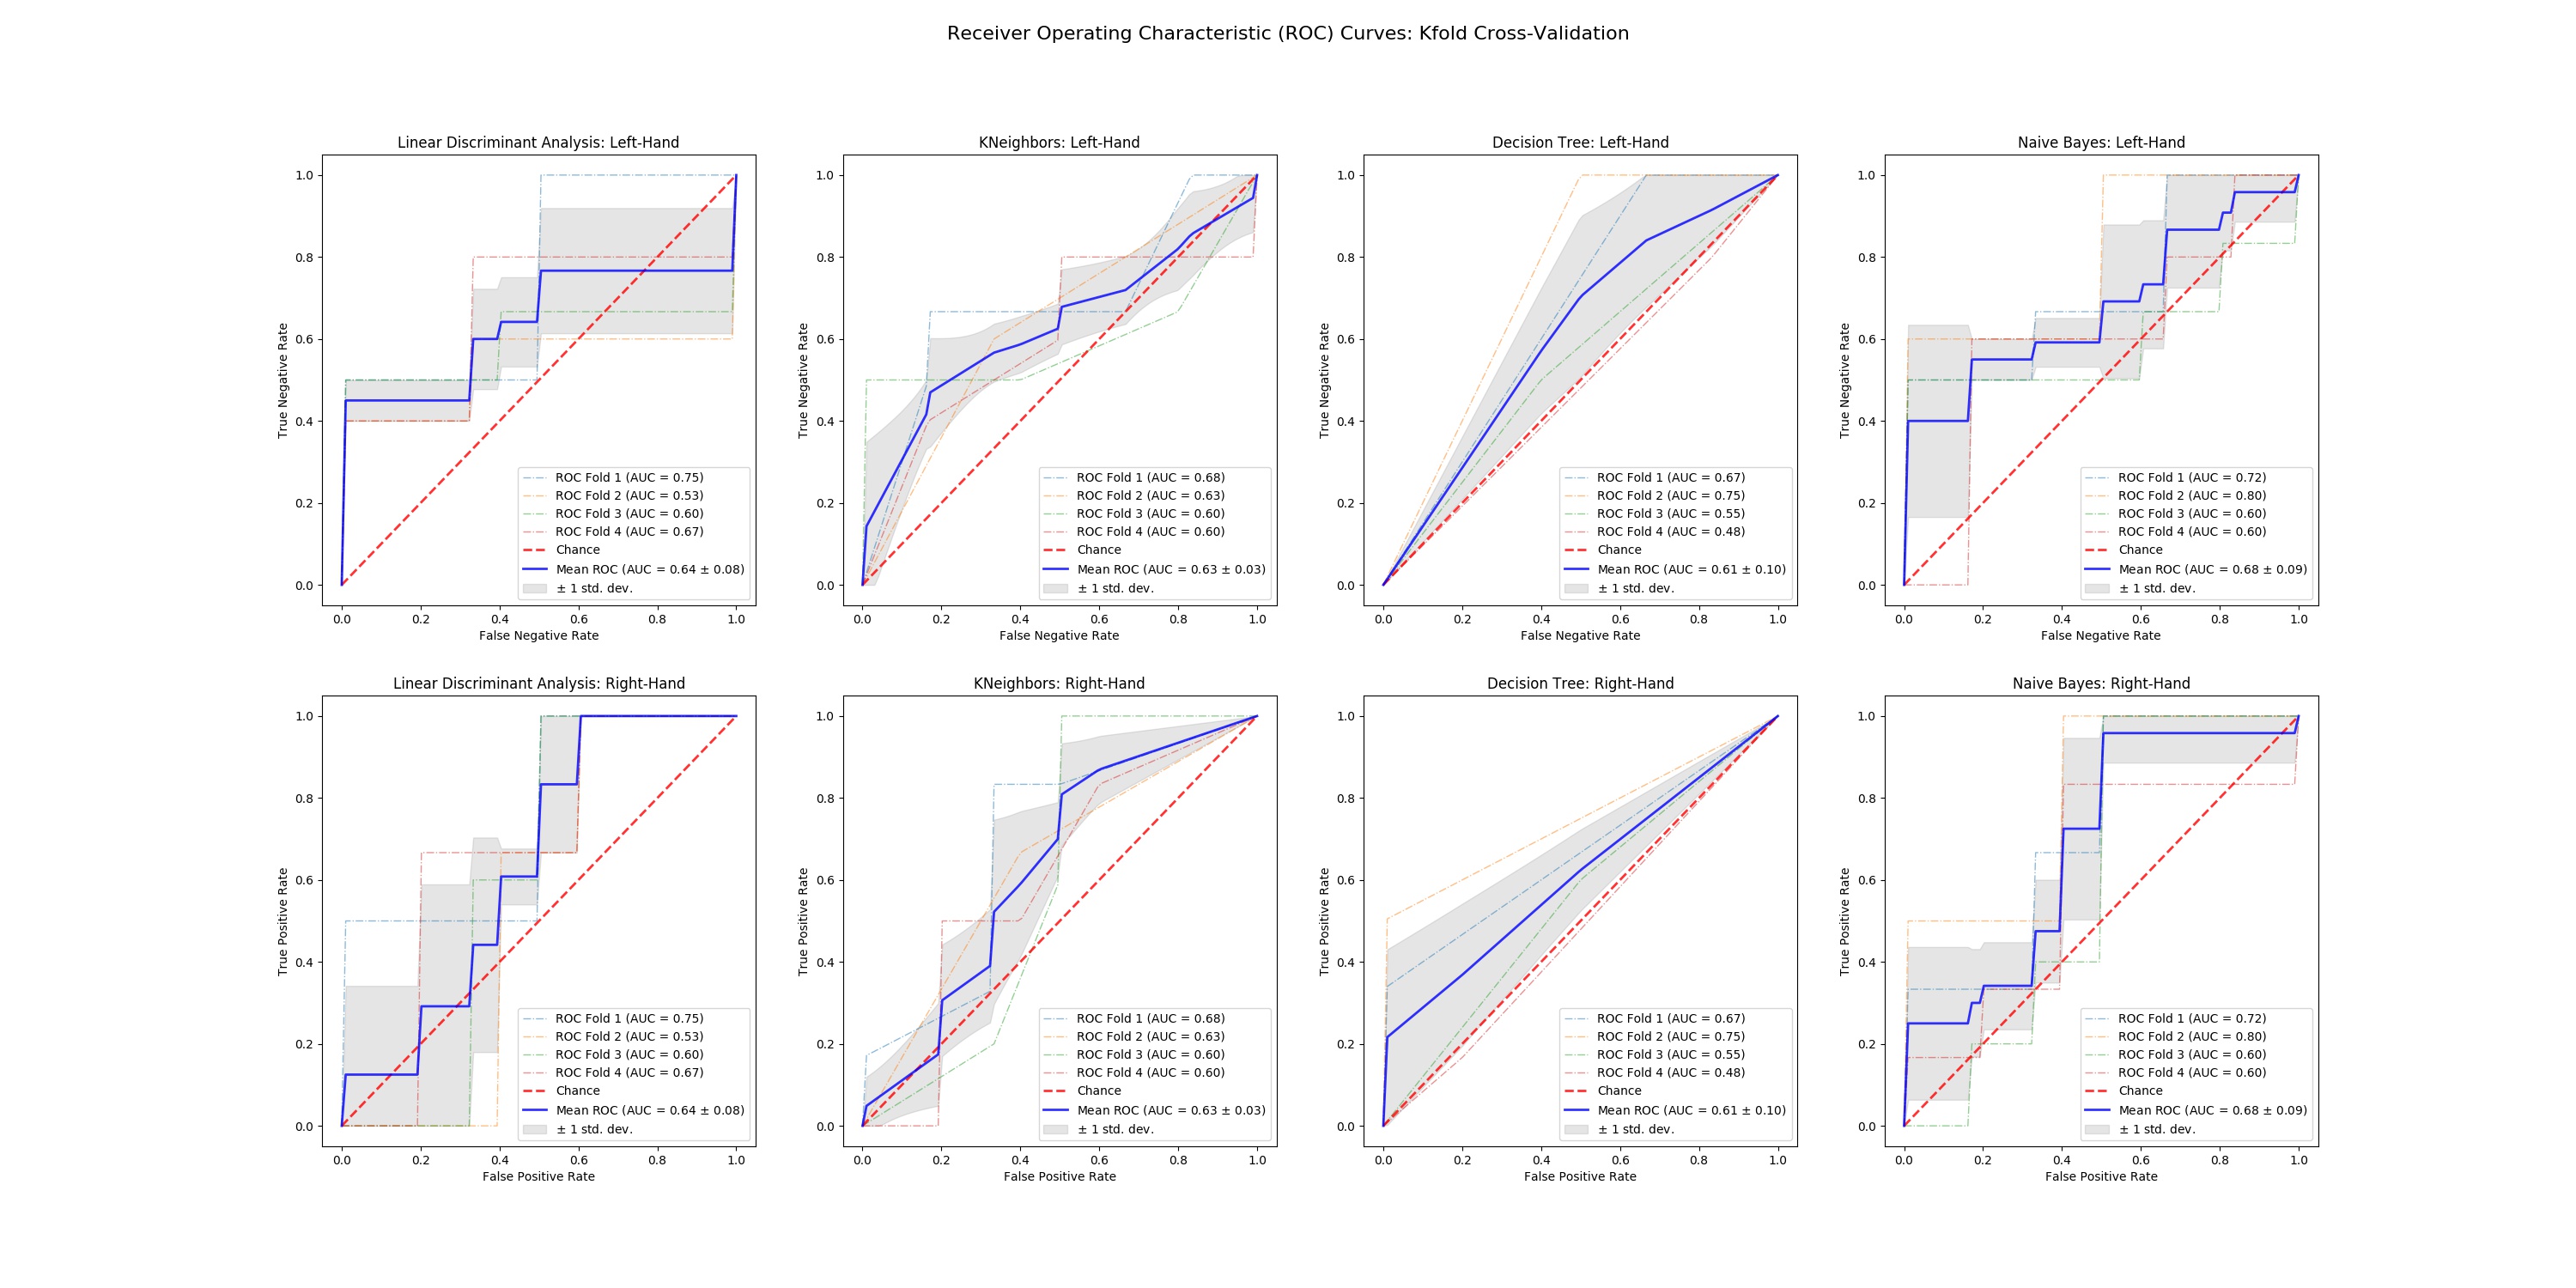 Receiver Operating Characteristic (ROC) Curves: Kfold Cross-Validation
Linear Discriminant Analysis: Left-Hand
True Negative Rate
1.0
0.8
0.6
0.4
0.2
0.0
ROC Fold 1 (AUC = 0.75)
ROC Fold 2 (AUC = 0.53)
ROC Fold 3 (AUC = 0.60)
ROC Fold 4 (AUC = 0.67)
Chance
Mean ROC (AUC = 0.64 ± 0.08)
± 1 std. dev.
0.0 0.2 0.4 0.6 0.8 1.0
False Negative Rate
KNeighbors: Left-Hand
True Negative Rate
1.0
0.8
0.6
0.4
0.2
0.0
ROC Fold 1 (AUC = 0.68)
ROC Fold 2 (AUC = 0.63)
ROC Fold 3 (AUC = 0.60)
ROC Fold 4 (AUC = 0.60)
Chance
Mean ROC (AUC = 0.63 ± 0.03)
± 1 std. dev.
0.0 0.2 0.4 0.6 0.8 1.0
False Negative Rate
Decision Tree: Left-Hand
True Negative Rate
1.0
0.8
0.6
0.4
0.2
0.0
ROC Fold 1 (AUC = 0.67)
ROC Fold 2 (AUC = 0.75)
ROC Fold 3 (AUC = 0.55)
ROC Fold 4 (AUC = 0.48)
Chance
Mean ROC (AUC = 0.61 ± 0.10)
± 1 std. dev.
0.0 0.2 0.4 0.6 0.8 1.0
False Negative Rate
Naive Bayes: Left-Hand
True Negative Rate
1.0
0.8
0.6
0.4
0.2
0.0
ROC Fold 1 (AUC = 0.72)
ROC Fold 2 (AUC = 0.80)
ROC Fold 3 (AUC = 0.60)
ROC Fold 4 (AUC = 0.60)
Chance
Mean ROC (AUC = 0.68 ± 0.09)
± 1 std. dev.
0.0 0.2 0.4 0.6 0.8 1.0
False Negative Rate
Linear Discriminant Analysis: Right-Hand
True Positive Rate
1.0
0.8
0.6
0.4
0.2
0.0
ROC Fold 1 (AUC = 0.75)
ROC Fold 2 (AUC = 0.53)
ROC Fold 3 (AUC = 0.60)
ROC Fold 4 (AUC = 0.67)
Chance
Mean ROC (AUC = 0.64 ± 0.08)
± 1 std. dev.
0.0 0.2 0.4 0.6 0.8 1.0
False Positive Rate
KNeighbors: Right-Hand
True Positive Rate
1.0
0.8
0.6
0.4
0.2
0.0
ROC Fold 1 (AUC = 0.68)
ROC Fold 2 (AUC = 0.63)
ROC Fold 3 (AUC = 0.60)
ROC Fold 4 (AUC = 0.60)
Chance
Mean ROC (AUC = 0.63 ± 0.03)
± 1 std. dev.
0.0 0.2 0.4 0.6 0.8 1.0
False Positive Rate
Decision Tree: Right-Hand
True Positive Rate
1.0
0.8
0.6
0.4
0.2
0.0
ROC Fold 1 (AUC = 0.67)
ROC Fold 2 (AUC = 0.75)
ROC Fold 3 (AUC = 0.55)
ROC Fold 4 (AUC = 0.48)
Chance
Mean ROC (AUC = 0.61 ± 0.10)
± 1 std. dev.
0.0 0.2 0.4 0.6 0.8 1.0
False Positive Rate
Naive Bayes: Right-Hand
True Positive Rate
1.0
0.8
0.6
0.4
0.2
0.0
ROC Fold 1 (AUC = 0.72)
ROC Fold 2 (AUC = 0.80)
ROC Fold 3 (AUC = 0.60)
ROC Fold 4 (AUC = 0.60)
Chance
Mean ROC (AUC = 0.68 ± 0.09)
± 1 std. dev.
0.0 0.2 0.4 0.6 0.8 1.0
False Positive Rate